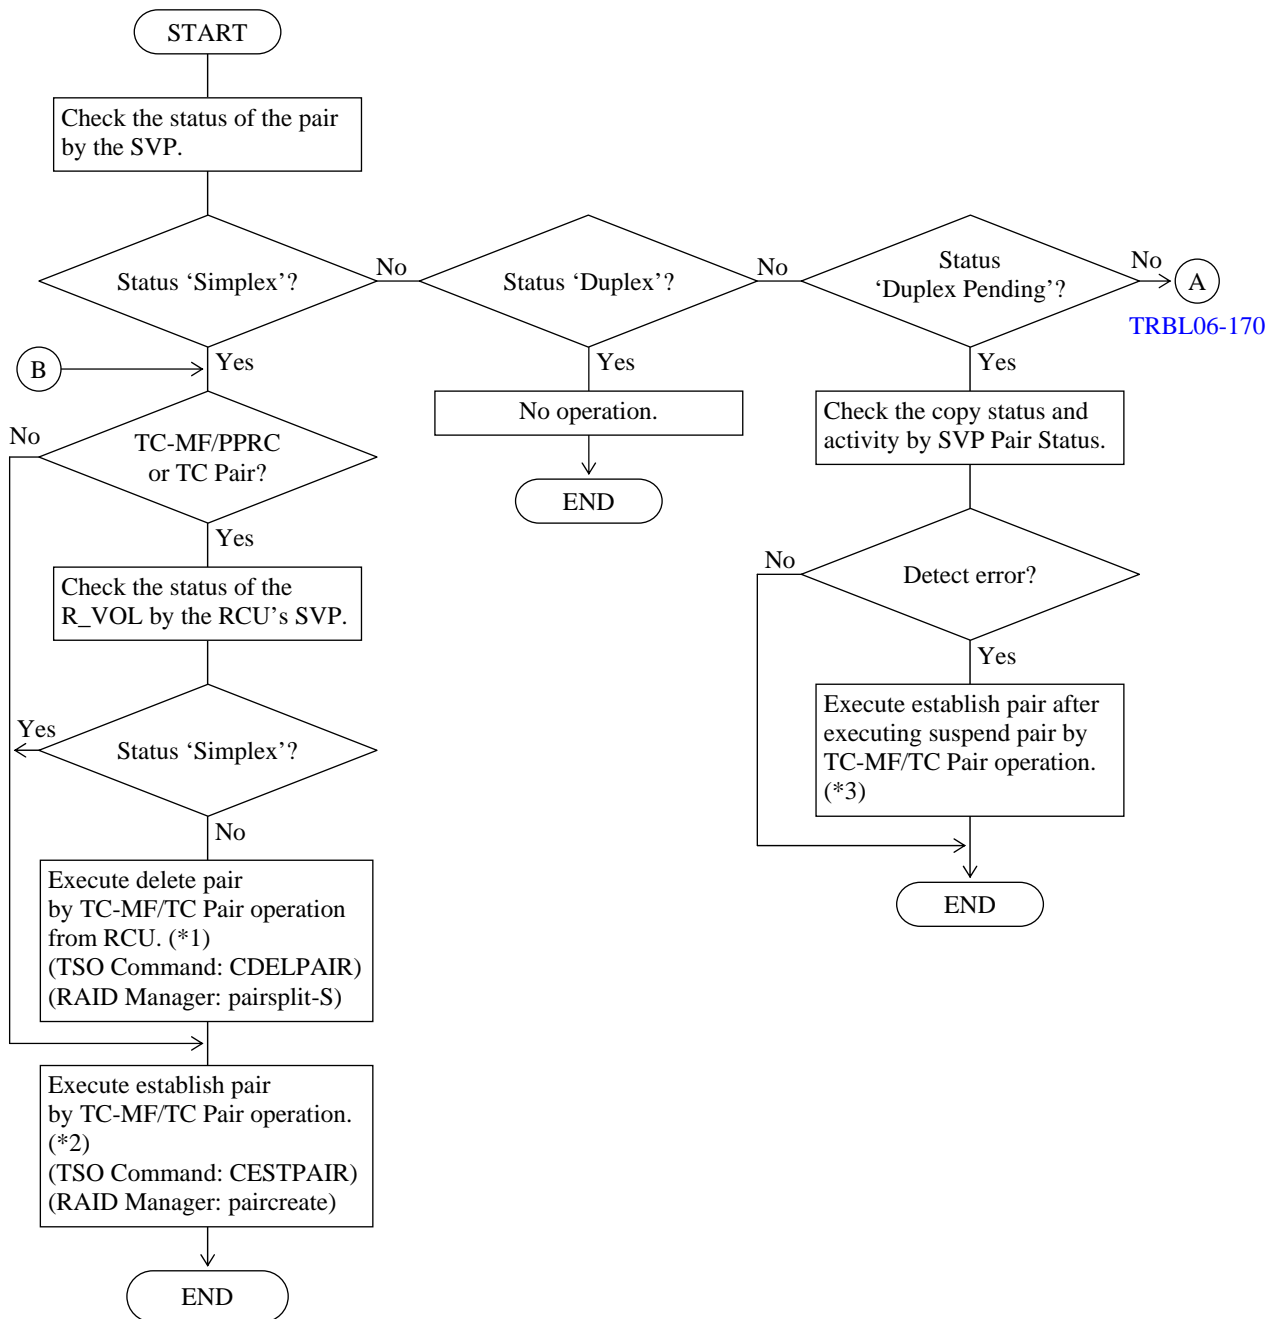 START
Check the status of the pair
by the SVP.
Status ‘Simplex’?
No
Status ‘Duplex’?
No
Status
‘Duplex Pending’?
No
A
TRBL06-170
B
Yes
Yes
Yes
No
TC-MF/PPRC
or TC Pair?
No operation.
END
Check the copy status and
activity by SVP Pair Status.
Yes
Check the status of the
R_VOL by the RCU’s SVP.
No
Detect error?
Yes
Yes
Status ‘Simplex’?
Execute establish pair after
executing suspend pair by
TC-MF/TC Pair operation.
(*3)
No
END
Execute delete pair
by TC-MF/TC Pair operation
from RCU. (*1)
(TSO Command: CDELPAIR)
(RAID Manager: pairsplit-S)
Execute establish pair
by TC-MF/TC Pair operation.
(*2)
(TSO Command: CESTPAIR)
(RAID Manager: paircreate)
END